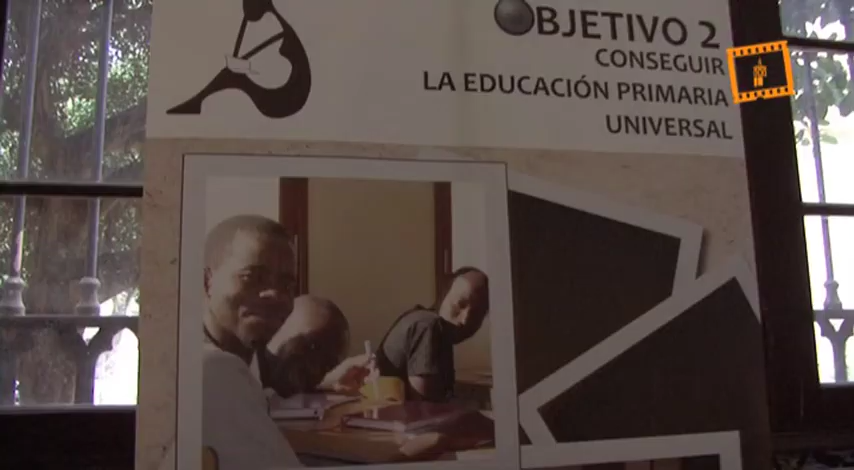 OBJETIVO 2
CONSEGUIR
LA EDUCACIÓN PRIMARIA
UNIVERSAL